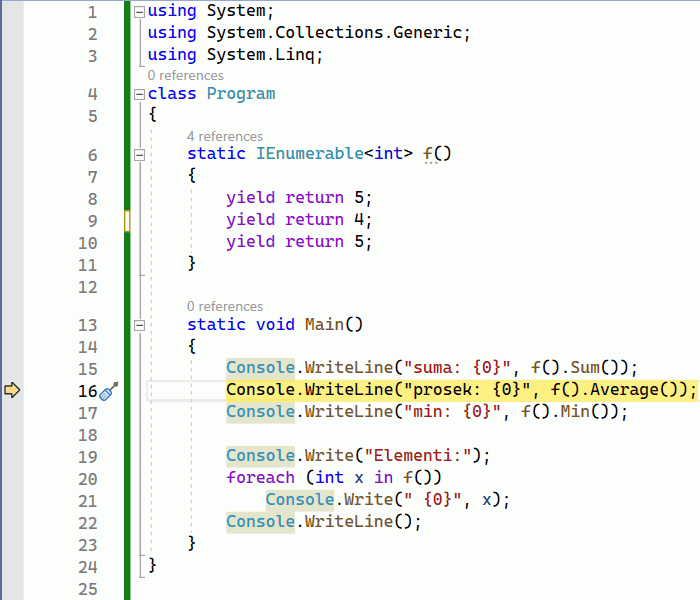 1 using System;
2 using System.Collections.Generic;
3 using System.Linq;
0 references
4 class Program
5 {
4 references
6 static IEnumerable<int> f()
7 {
8 yield return 5;
9 yield return 4;
10 yield return 5;
11 }
12
0 references
13 static void Main()
14 {
15 Console.WriteLine("suma: {0}", f().Sum());
16 Console.WriteLine("prosek: {0}", f().Average());
17 Console.WriteLine("min: {0}", f().Min());
18
19 Console.Write("Elementi:");
20 foreach (int x in f())
21 Console.Write(" {0}", x);
22 Console.WriteLine();
23 }
24 }
25